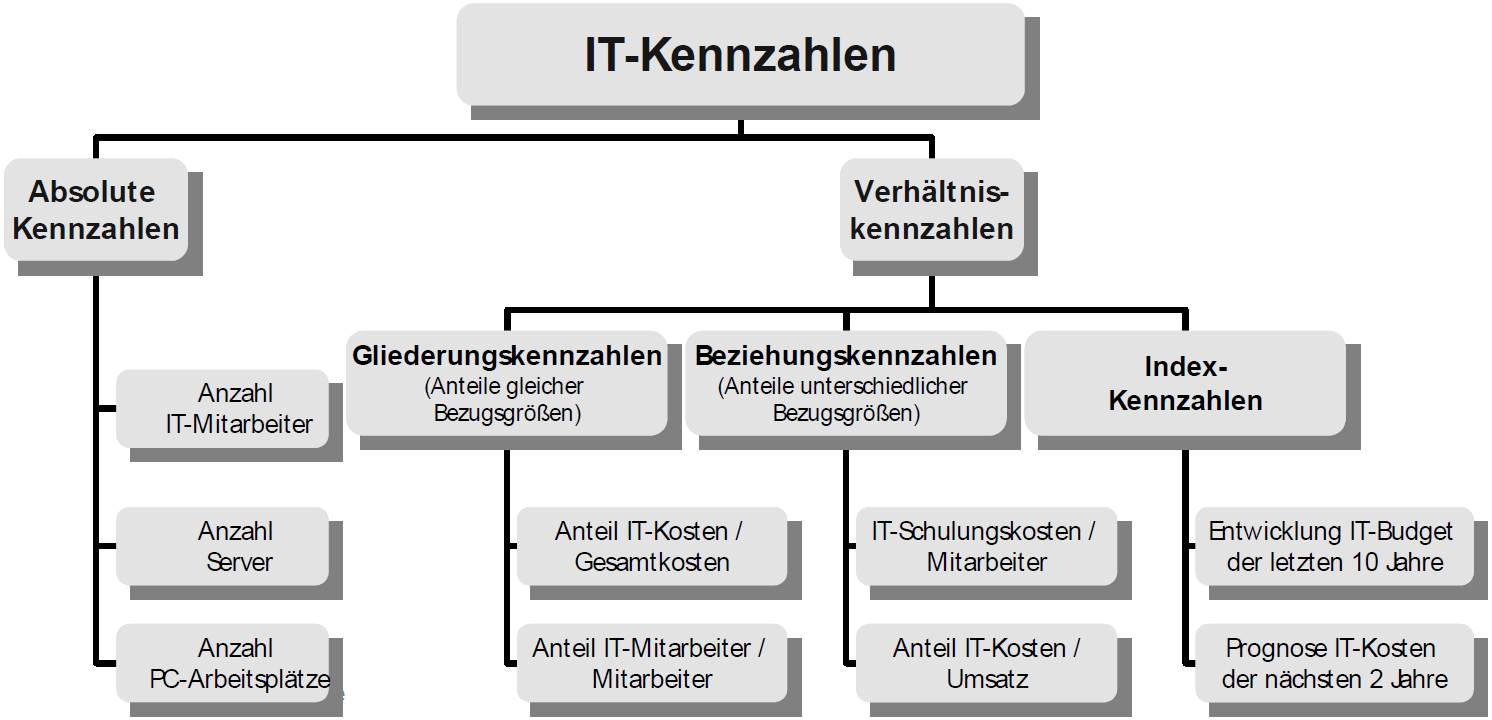 IT-Kennzahlen
Absolute
Kennzahlen
Anzahl
IT-Mitarbeiter
Anzahl
Server
Anzahl
PC-Arbeitsplätze
Verhältnis-
kennzahlen
Gliederungskennzahlen
(Anteile gleicher
Bezugsgrößen)
Anteil IT-Kosten /
Gesamtkosten
Anteil IT-Mitarbeiter /
Mitarbeiter
Beziehungskennzahlen
(Anteile unterschiedlicher
Bezugsgrößen)
IT-Schulungskosten /
Mitarbeiter
Anteil IT-Kosten /
Umsatz
Index-
Kennzahlen
Entwicklung IT-Budget
der letzten 10 Jahre
Prognose IT-Kosten
der nächsten 2 Jahre